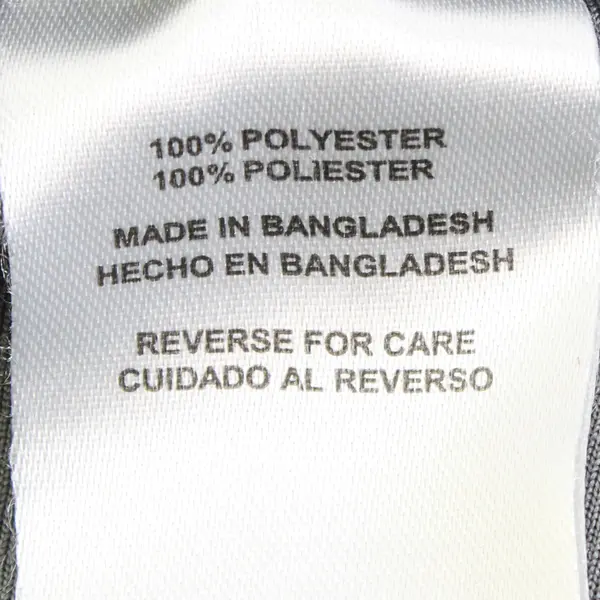 100% POLYESTER
100% POLIESTER
MADE IN BANGLADESH
HECHO EN BANGLADESH
REVERSE FOR CARE
CUIDADO AL REVERSO